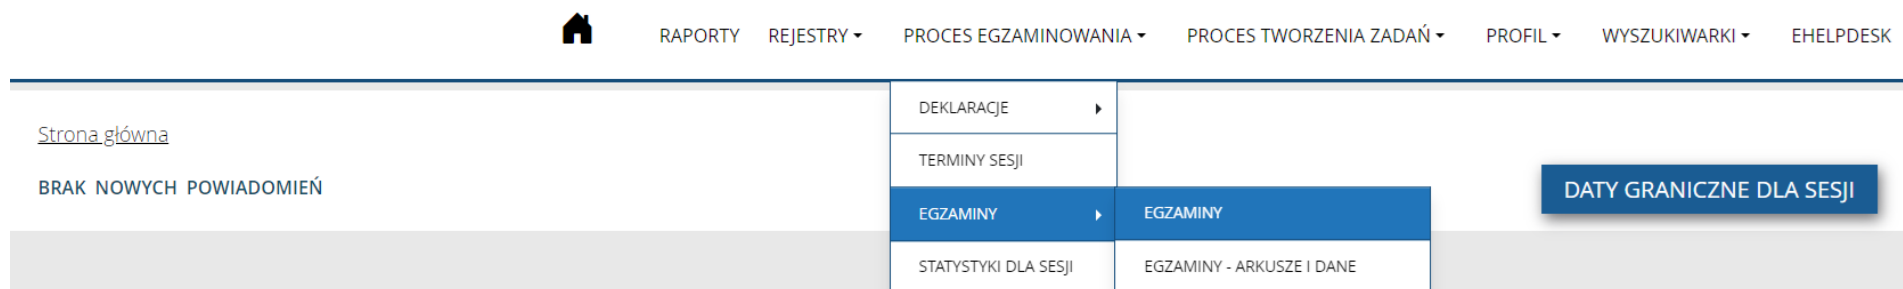 RAPORTY REJESTRY PROCES EGZAMINOWANIA PROCES TWORZENIA ZADAŃ PROFIL WYSZUKIWARKI EHELPDESK
DEKLARACJE
Strona główna
TERMINY SESJI
BRAK NOWYCH POWIADOMIEŃ
DATY GRANICZNE DLA SESJI
EGZAMINY
EGZAMINY
STATYSTYKI DLA SESJI
EGZAMINY - ARKUSZE I DANE